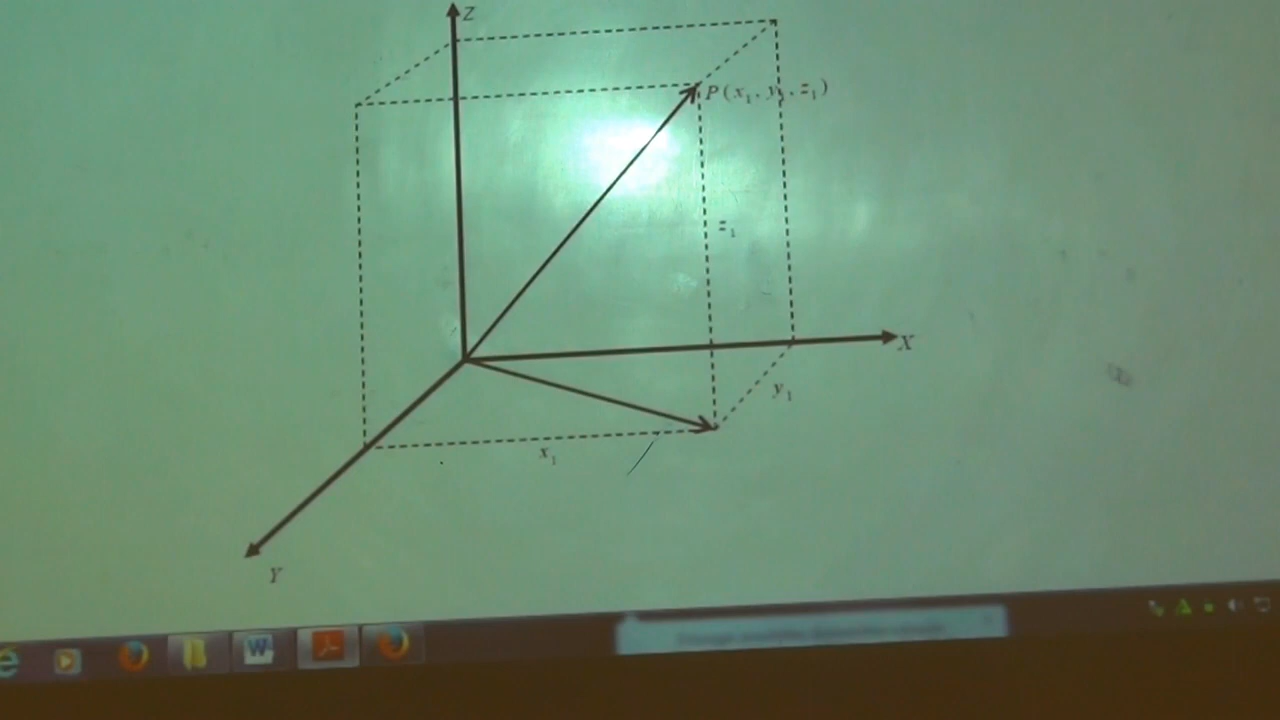 Z
P(x₁, y₁, z₁)
z₁
X
y₁
x₁
Y
W